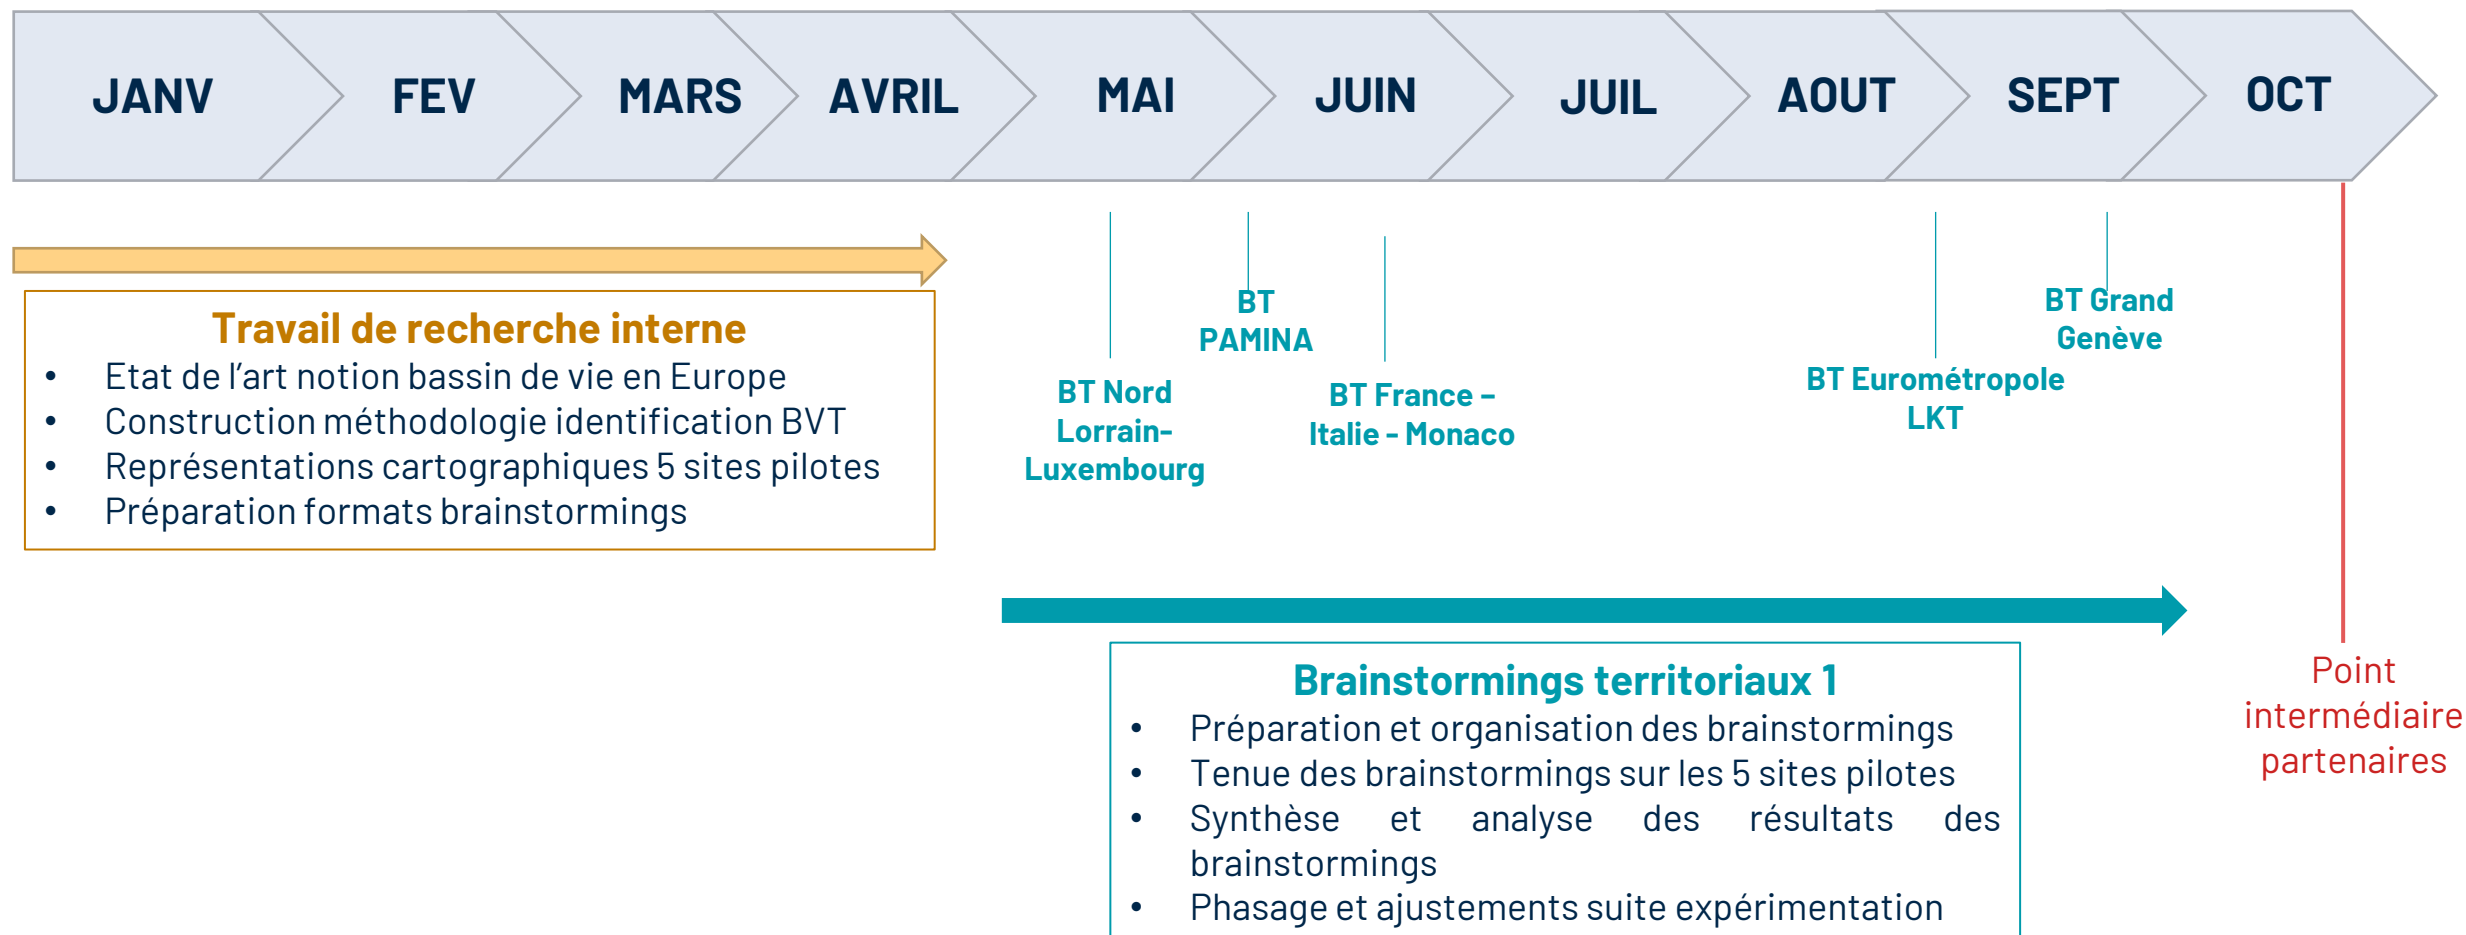 JANV FEV MARS AVRIL MAI JUIN JUIL AOUT SEPT OCT
Travail de recherche interne
• Etat de l’art notion bassin de vie en Europe
• Construction méthodologie identification BVT
• Représentations cartographiques 5 sites pilotes
• Préparation formats brainstormings
BT Nord
Lorrain-
Luxembourg
BT
PAMINA
BT France –
Italie - Monaco
BT Eurométropole
LKT
BT Grand
Genève
Brainstormings territoriaux 1
• Préparation et organisation des brainstormings
• Tenue des brainstormings sur les 5 sites pilotes
• Synthèse et analyse des résultats des
brainstormings
• Phasage et ajustements suite expérimentation
Point
intermédiaire
partenaires